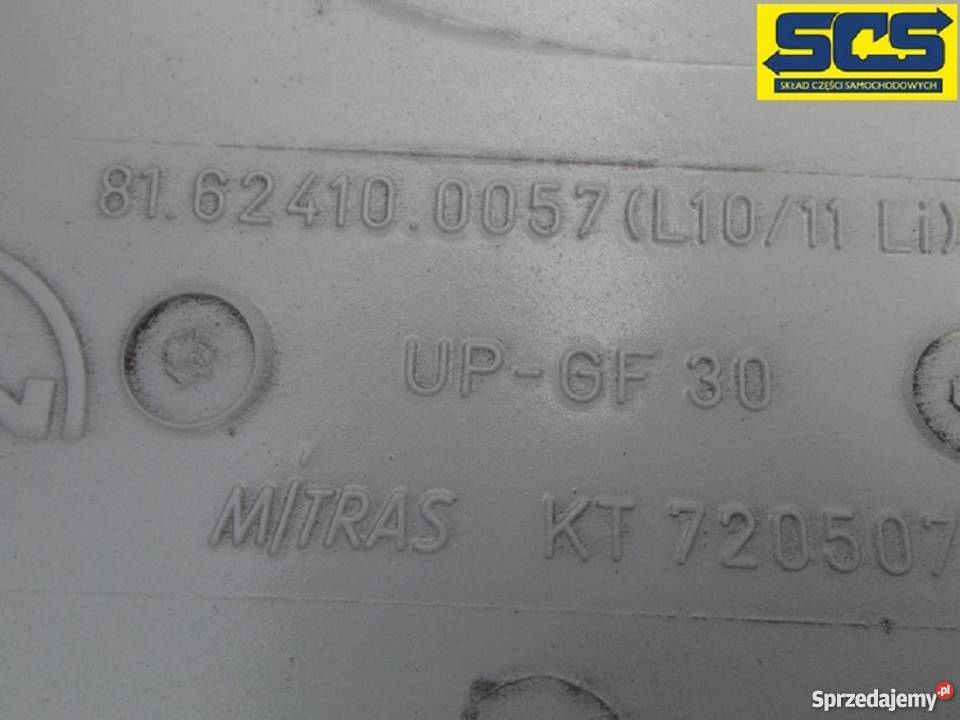 SCS
SKŁAD CZĘŚCI SAMOCHODOWYCH
81.62410.0057 (L10/11 Li)
UP-GF 30
MITRAS KT 720507
Sprzedajemy.pl